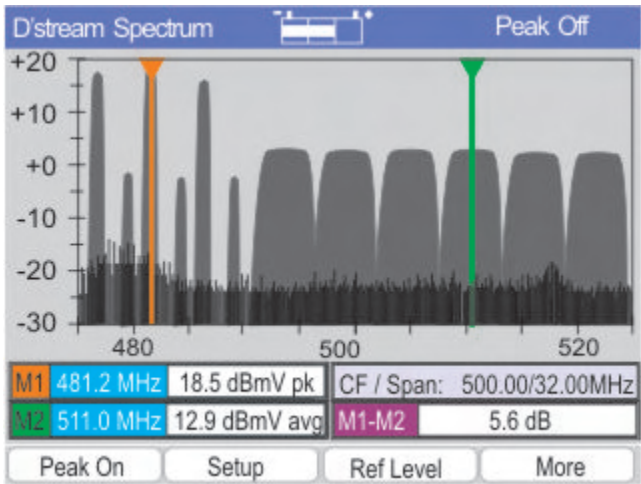 D'stream Spectrum Peak Off
+20
+10
+0
-10
-20
-30
480 500 520
M1 481.2 MHz 18.5 dBmV pk CF / Span: 500.00/32.00MHz
M2 511.0 MHz 12.9 dBmV avg M1-M2 5.6 dB
Peak On Setup Ref Level More